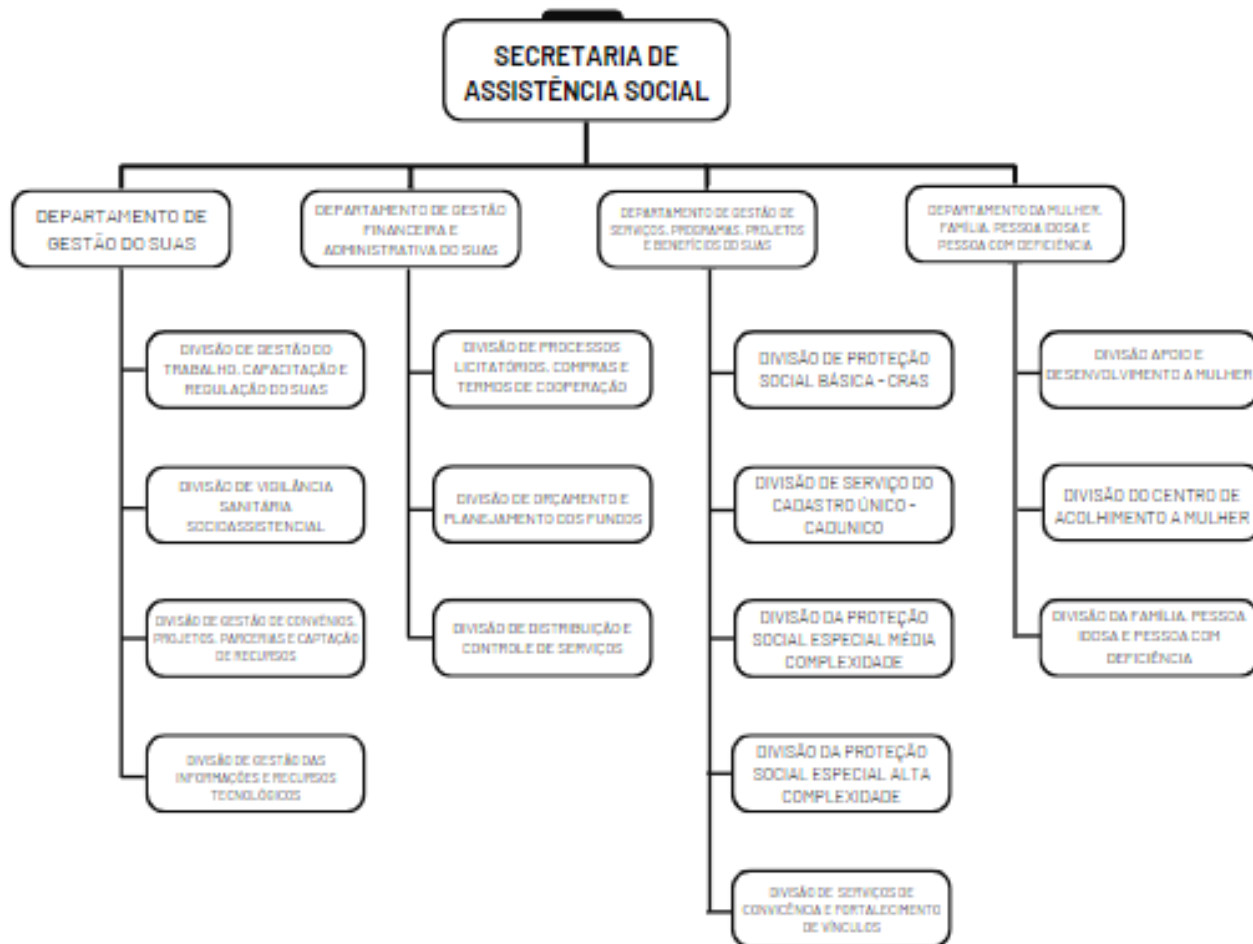 SECRETARIA DE
ASSISTÊNCIA SOCIAL
DEPARTAMENTO DE
GESTÃO DO SUAS
DIVISÃO DE GESTÃO DO
TRABALHO, CAPACITAÇÃO E
REGULAÇÃO DO SUAS
DIVISÃO DE VIGILÂNCIA
SANITÁRIA
SOCIOASSISTENCIAL
DIVISÃO DE GESTÃO DE CONVÊNIOS,
PROJETOS, PARCERIAS E CAPTAÇÃO
DE RECURSOS
DIVISÃO DE GESTÃO DAS
INFORMAÇÕES E RECURSOS
TECNOLÓGICOS
DEPARTAMENTO DE GESTÃO
FINANCEIRA E
ADMINISTRATIVA DO SUAS
DIVISÃO DE PROCESSOS
LICITATÓRIOS, COMPRAS E
TERMOS DE COOPERAÇÃO
DIVISÃO DE ORÇAMENTO E
PLANEJAMENTO DOS FUNDOS
DIVISÃO DE DISTRIBUIÇÃO E
CONTROLE DE SERVIÇOS
DEPARTAMENTO DE GESTÃO DE
SERVIÇOS, PROGRAMAS, PROJETOS
E BENEFÍCIOS DO SUAS
DIVISÃO DE PROTEÇÃO
SOCIAL BÁSICA - CRAS
DIVISÃO DE SERVIÇO DO
CADASTRO ÚNICO -
CADUNICO
DIVISÃO DA PROTEÇÃO
SOCIAL ESPECIAL MÉDIA
COMPLEXIDADE
DIVISÃO DA PROTEÇÃO
SOCIAL ESPECIAL ALTA
COMPLEXIDADE
DIVISÃO DE SERVIÇOS DE
CONVICÊNCIA E FORTALECIMENTO
DE VÍNCULOS
DEPARTAMENTO DA MULHER,
FAMÍLIA, PESSOA IDOSA E
PESSOA COM DEFICIÊNCIA
DIVISÃO APOIO E
DESENVOLVIMENTO A MULHER
DIVISÃO DO CENTRO DE
ACOLHIMENTO A MULHER
DIVISÃO DA FAMÍLIA, PESSOA
IDOSA E PESSOA COM
DEFICIÊNCIA